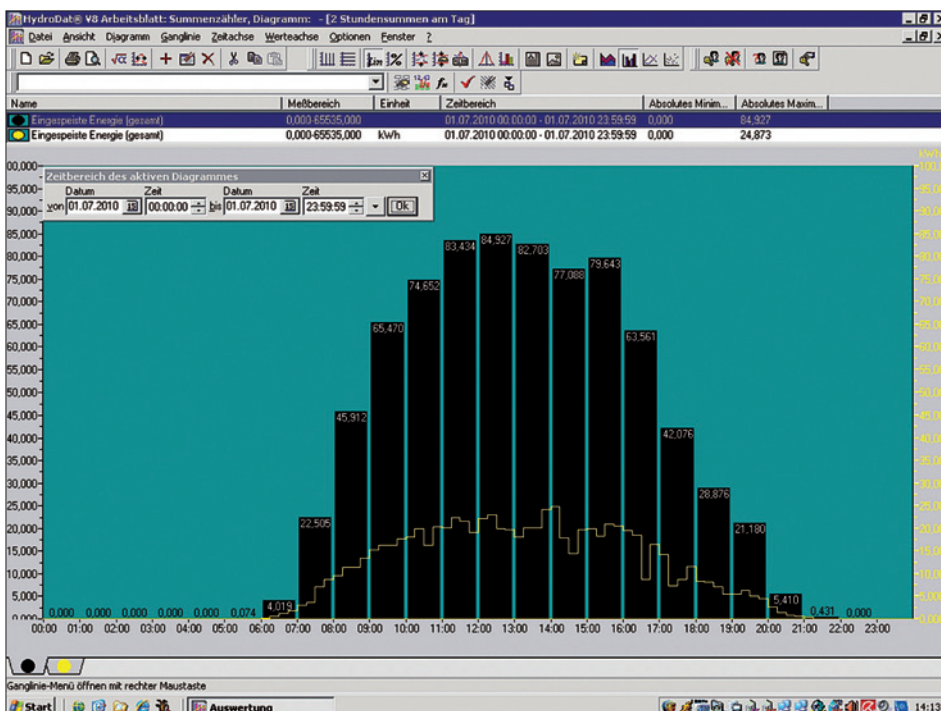 HydroDat® V8 Arbeitsblatt: Summenzähler, Diagramm: - [2 Stundensummen am Tag]
Datei Ansicht Diagramm Ganglinie Zeitachse Werteachse Optionen Fenster ?
Name Meßbereich Einheit Zeitbereich Absolutes Minim... Absolutes Maxim...
Eingespeiste Energie (gesamt) 0,000-65535,000 01.07.2010 00:00:00 - 01.07.2010 23:59:59 0,000 84,927
Eingespeiste Energie (gesamt) 0,000-65535,000 kWh 01.07.2010 00:00:00 - 01.07.2010 23:59:59 0,000 24,873
kWh
Zeitbereich des aktiven Diagrammes
Datum Zeit Datum Zeit
von 01.07.2010 15 00:00:00 bis 01.07.2010 15 23:59:59 Ok
00,000
95,000
90,000
85,000
80,000
75,000
70,000
65,000
60,000
55,000
50,000
45,000
40,000
35,000
30,000
25,000
20,000
15,000
10,000
5,000
0,000 0,000 0,000 0,000 0,000 0,074 4,019 22,505 45,912 65,470 74,652 83,434 84,927 82,703 77,088 79,643 63,561 42,076 28,876 21,180 5,410 0,431 0,000
00:00 01:00 02:00 03:00 04:00 05:00 06:00 07:00 08:00 09:00 10:00 11:00 12:00 13:00 14:00 15:00 16:00 17:00 18:00 19:00 20:00 21:00 22:00 23:00
Ganglinie-Menü öffnen mit rechter Maustaste
Start Auswertung 14:13